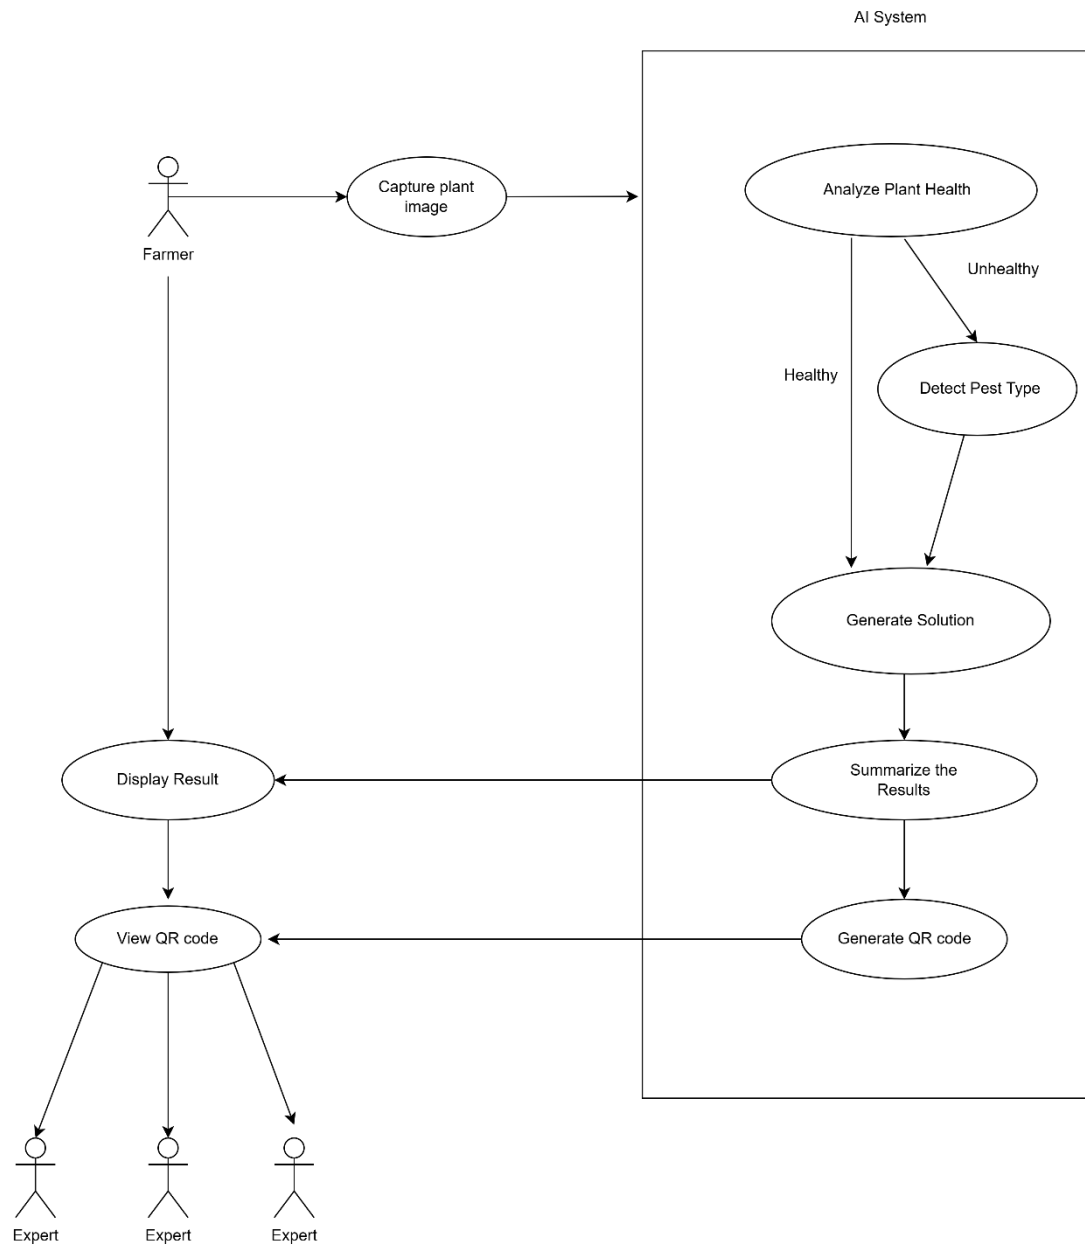 AI System
Capture plant
image
Analyze Plant Health
Farmer
Unhealthy
Healthy
Detect Pest Type
Generate Solution
Display Result
Summarize the
Results
View QR code
Generate QR code
Expert
Expert
Expert